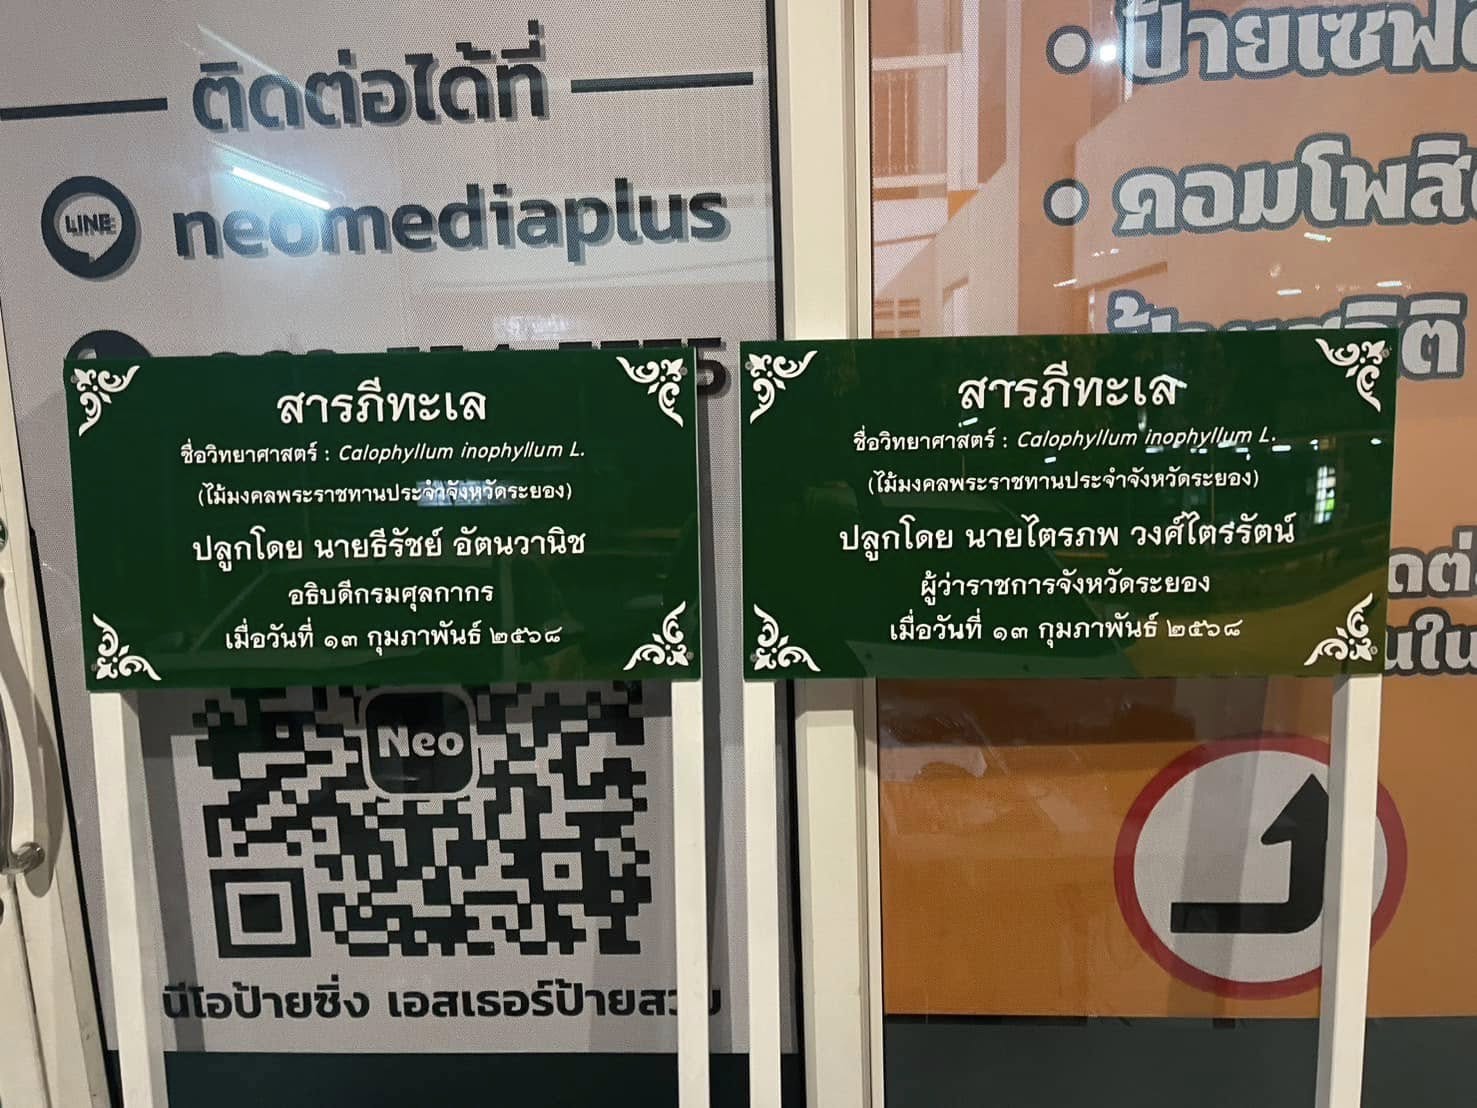 ติดต่อได้ที่
LINE
neomediaplus
5
สารภีทะเล
ชื่อวิทยาศาสตร์ : Calophyllum inophyllum L.
(ไม้มงคลพระราชทานประจำจังหวัดระยอง)
ปลูกโดย นายธีรัชย์ อัตนวานิช
อธิบดีกรมศุลกากร
เมื่อวันที่ ๑๓ กุมภาพันธ์ ๒๕๖๘
Neo
นีโอป้ายซิ่ง เอสเธอร์ป้ายสวย
ป้ายเซฟ
คอมโพสิ
สารภีทะเล
ชื่อวิทยาศาสตร์ : Calophyllum inophyllum L.
(ไม้มงคลพระราชทานประจำจังหวัดระยอง)
ปลูกโดย นายไตรภพ วงศ์ไตรรัตน์
ผู้ว่าราชการจังหวัดระยอง
เมื่อวันที่ ๑๓ กุมภาพันธ์ ๒๕๖๘